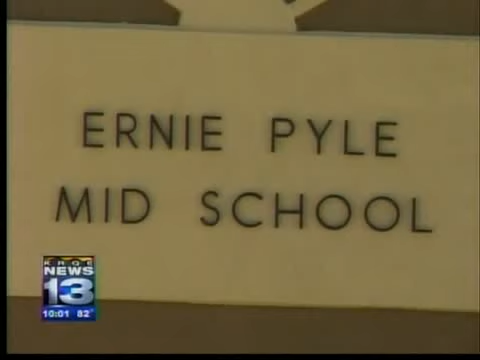 ERNIE PYLE
MID SCHOOL
KRQE
NEWS
13
10:01 82°